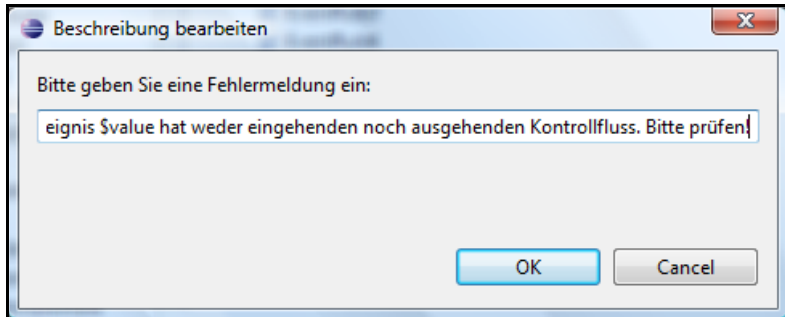 Beschreibung bearbeiten
Bitte geben Sie eine Fehlermeldung ein:
eignis $value hat weder eingehenden noch ausgehenden Kontrollfluss. Bitte prüfen!
OK
Cancel